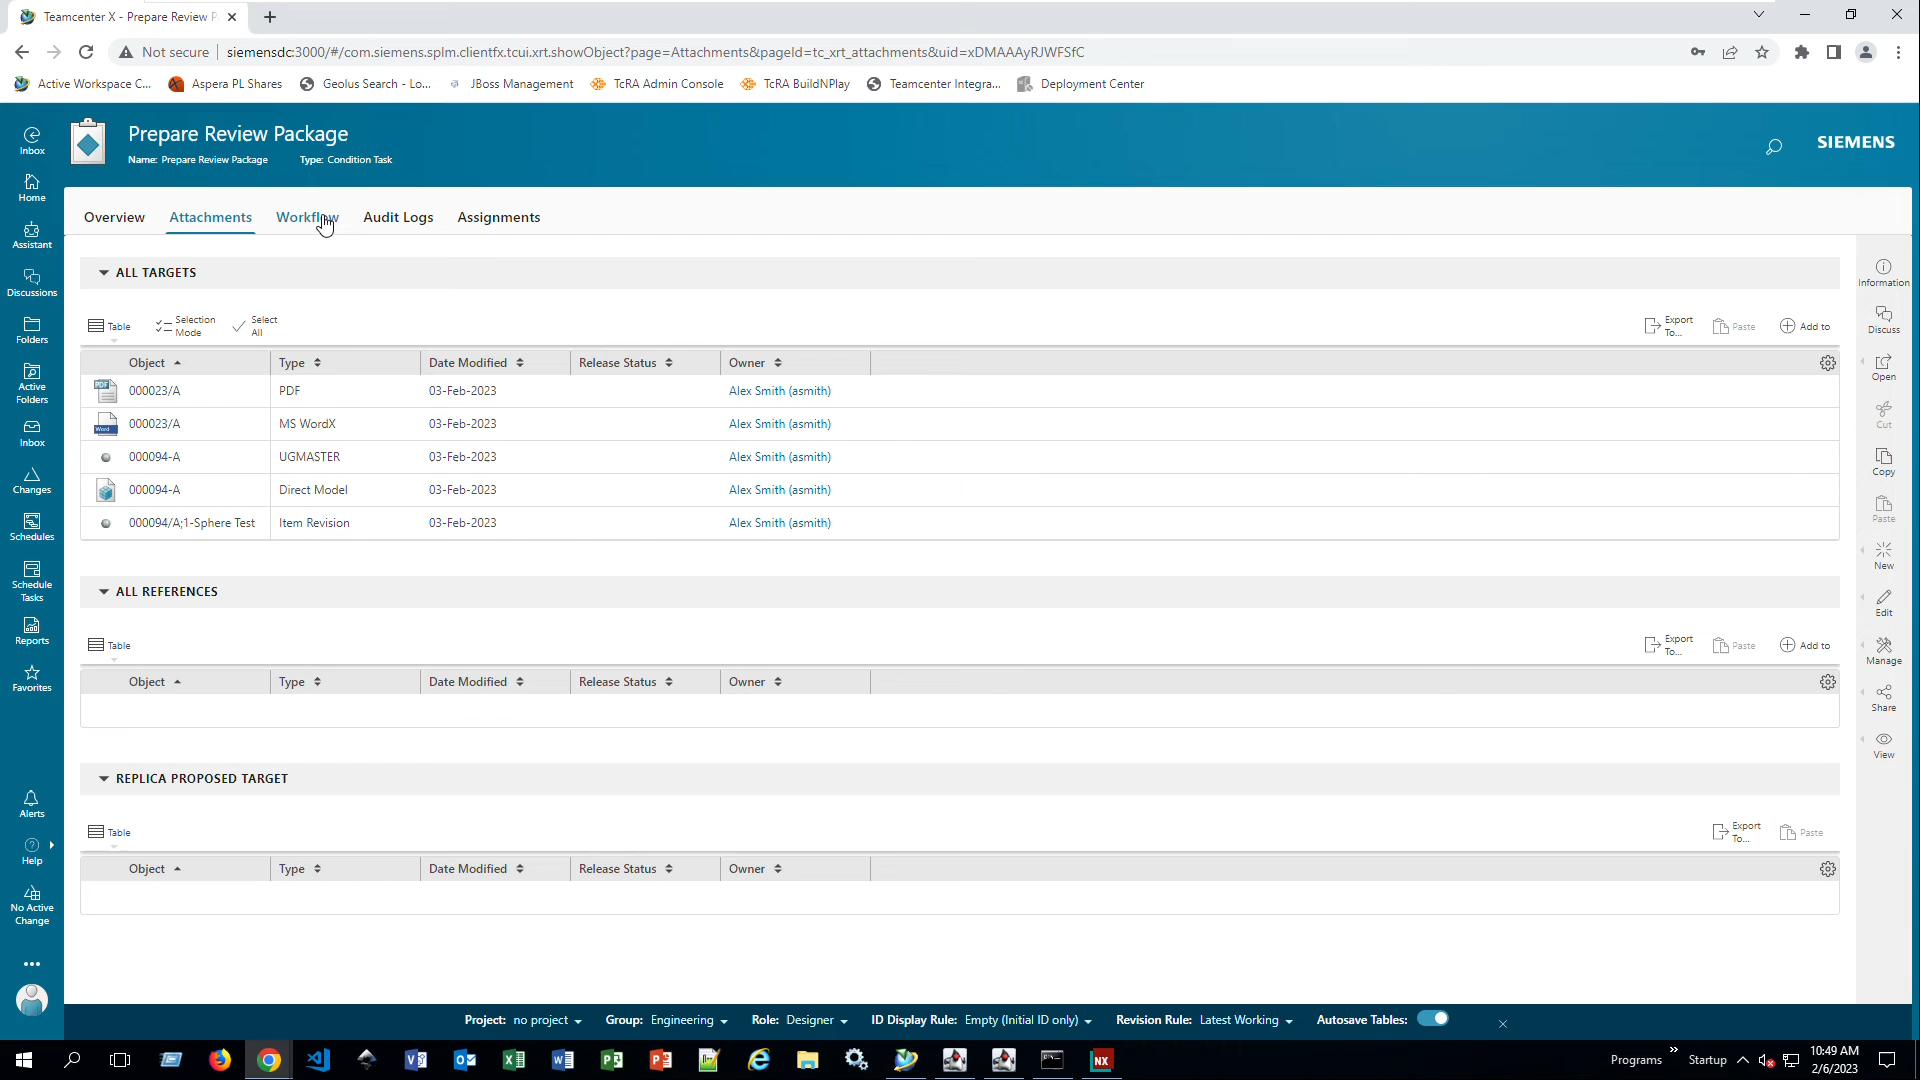 Teamcenter X - Prepare Review P
Not secure siemensdc:3000/#/com.siemens.splm.clientfx.tcui.xrt.showObject?page=Attachments&pageId=tc_xrt_attachments&uid=xDMAAAyRJWFSfC
Active Workspace C... Aspera PL Shares Geolus Search - Lo... JBoss Management TcRA Admin Console TcRA BuildNPlay Teamcenter Integra... Deployment Center
Prepare Review Package
Name: Prepare Review Package Type: Condition Task
SIEMENS
Inbox
Home
Assistant
Discussions
Folders
Active
Folders
Inbox
Changes
Schedules
Schedule
Tasks
Reports
Favorites
Alerts
Help
No Active
Change
Overview Attachments Workflow Audit Logs Assignments
ALL TARGETS
Table Selection Mode Select All Export To... Paste Add to
Object Type Date Modified Release Status Owner
PDF 000023/A PDF 03-Feb-2023 Alex Smith (asmith)
Word 000023/A MS WordX 03-Feb-2023 Alex Smith (asmith)
000094-A UGMASTER 03-Feb-2023 Alex Smith (asmith)
000094-A Direct Model 03-Feb-2023 Alex Smith (asmith)
000094/A;1-Sphere Test Item Revision 03-Feb-2023 Alex Smith (asmith)
ALL REFERENCES
Table Export To... Paste Add to
Object Type Date Modified Release Status Owner
REPLICA PROPOSED TARGET
Table Export To... Paste
Object Type Date Modified Release Status Owner
Information
Discuss
Open
Cut
Copy
Paste
New
Edit
Manage
Share
View
Project: no project Group: Engineering Role: Designer ID Display Rule: Empty (Initial ID only) Revision Rule: Latest Working Autosave Tables:
NX
Programs Startup 10:49 AM
2/6/2023